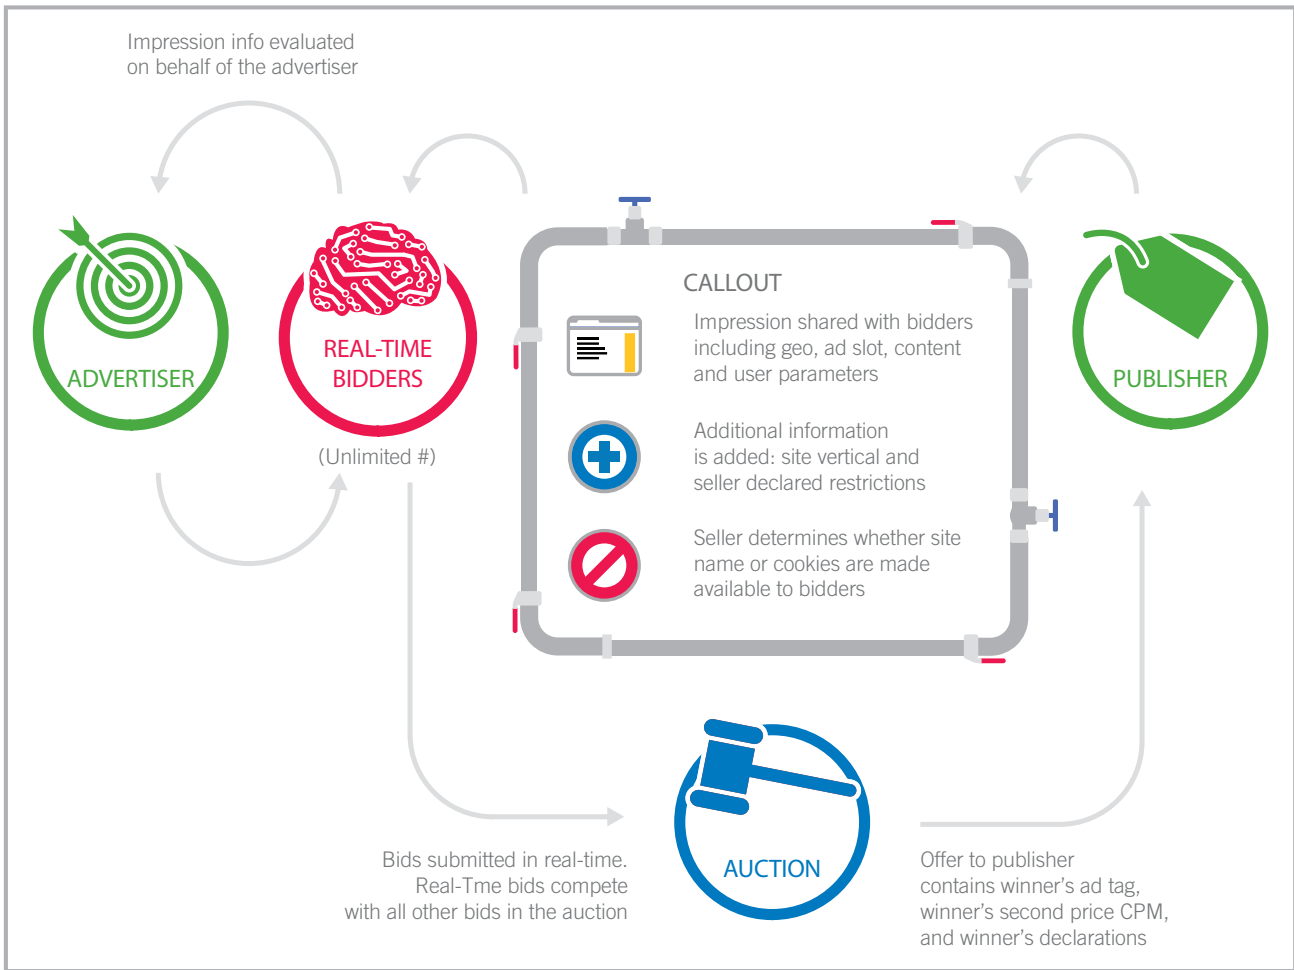 Impression info evaluated
on behalf of the advertiser
ADVERTISER
REAL-TIME
BIDDERS
(Unlimited #)
CALLOUT
Impression shared with bidders
including geo, ad slot, content
and user parameters
Additional information
is added: site vertical and
seller declared restrictions
Seller determines whether site
name or cookies are made
available to bidders
PUBLISHER
Bids submitted in real-time.
Real-Tme bids compete
with all other bids in the auction
AUCTION
Offer to publisher
contains winner’s ad tag,
winner’s second price CPM,
and winner’s declarations